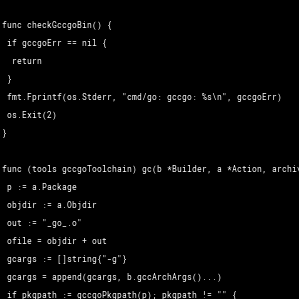 func checkGccgoBin() {
if gccgoErr == nil {
return
}
fmt.Fprintf(os.Stderr, "cmd/go: gccgo: %s\n", gccgoErr)
os.Exit(2)
}
func (tools gccgoToolchain) gc(b *Builder, a *Action, archiv
p := a.Package
objdir := a.Objdir
out := "_go_.o"
ofile = objdir + out
gcargs := []string{"-g"}
gcargs = append(gcargs, b.gccArchArgs()...)
if pkgpath := gccgoPkgpath(p); pkgpath != "" {